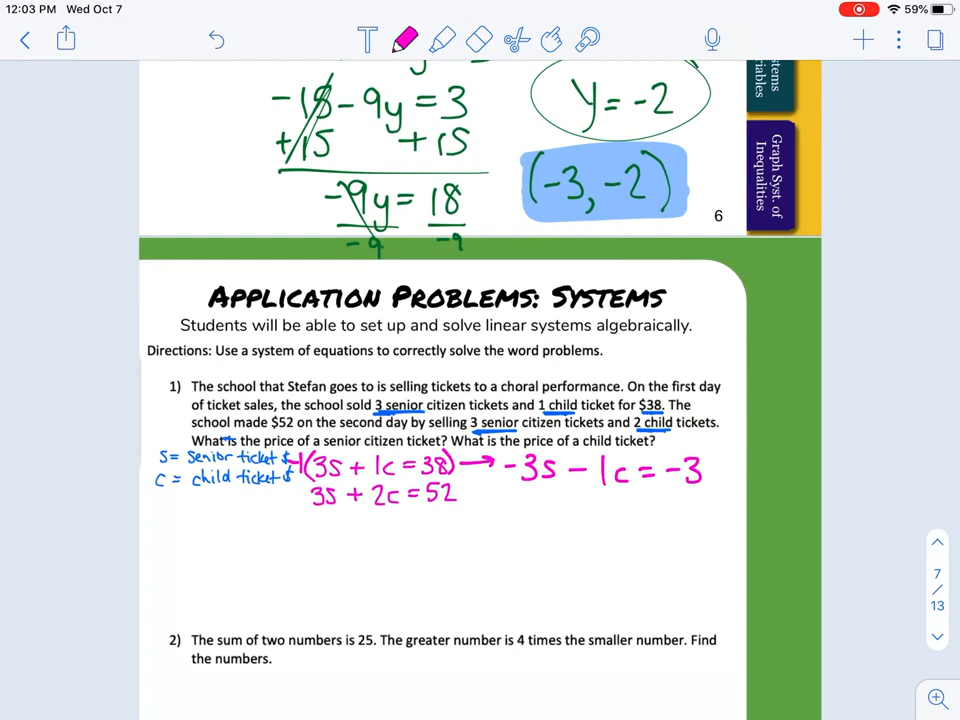 12:03 PM Wed Oct 7
59%
T
-18 - 9y = 3
+15 +15
-9y = 18
-9 -9
y = -2
(-3, -2)
6
stems
riables
Graph Syst. of
Inequalities
APPLICATION PROBLEMS: SYSTEMS
Students will be able to set up and solve linear systems algebraically.
Directions: Use a system of equations to correctly solve the word problems.
1) The school that Stefan goes to is selling tickets to a choral performance. On the first day
of ticket sales, the school sold 3 senior citizen tickets and 1 child ticket for $38. The
school made $52 on the second day by selling 3 senior citizen tickets and 2 child tickets.
What is the price of a senior citizen ticket? What is the price of a child ticket?
S = Senior ticket $
C = child ticket $
-1(3s + 1c = 38) → -3s - 1c = -3
3s + 2c = 52
2) The sum of two numbers is 25. The greater number is 4 times the smaller number. Find
the numbers.
7
/
13